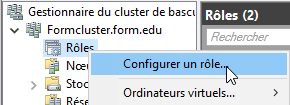 Gestionnaire du cluster de bascu
Formcluster.form.edu
Rôles
Nœu
Stoc
Rése
Rôles (2)
Rechercher
Configurer un rôle...
Ordinateurs virtuels...